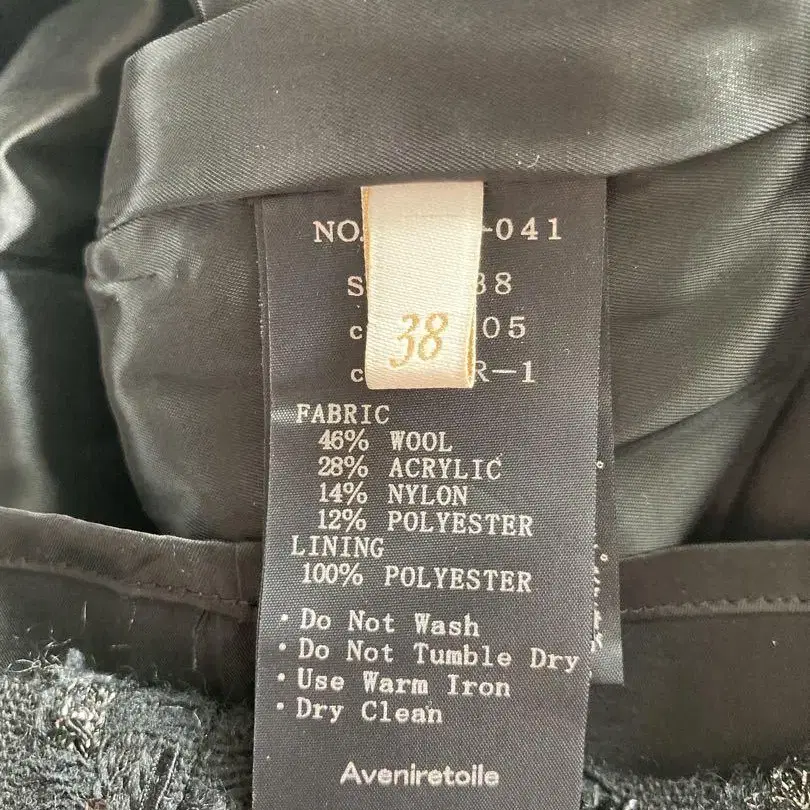 NO. -041
38
05
R-1
38
FABRIC
46% WOOL
28% ACRYLIC
14% NYLON
12% POLYESTER
LINING
100% POLYESTER
・Do Not Wash
・Do Not Tumble Dry
・Use Warm Iron
・Dry Clean
Aveniretoile